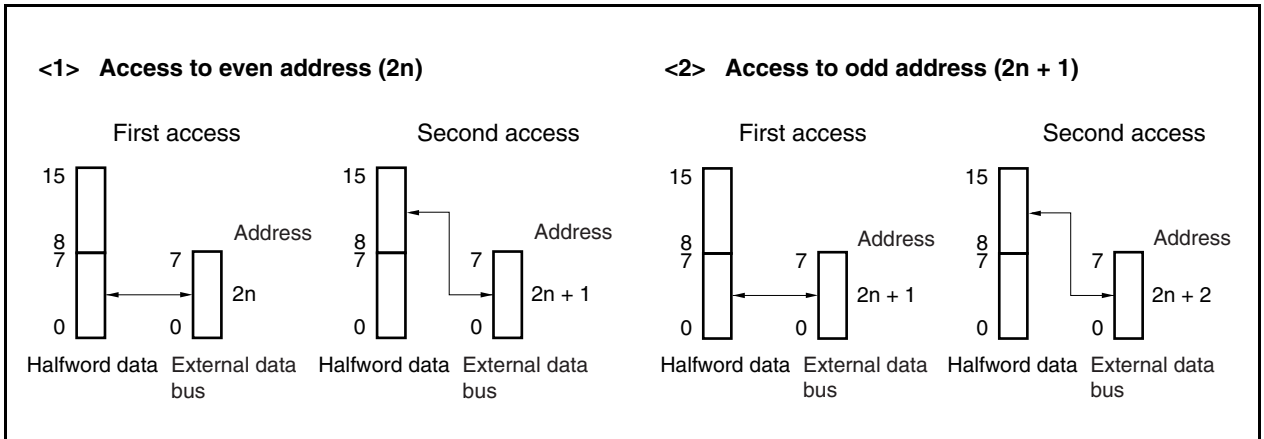 <1> Access to even address (2n)
First access
15
8
7
0
Halfword data
7
0
Address
2n
External data
bus
Second access
15
8
7
0
Halfword data
7
0
Address
2n + 1
External data
bus
<2> Access to odd address (2n + 1)
First access
15
8
7
0
Halfword data
7
0
Address
2n + 1
External data
bus
Second access
15
8
7
0
Halfword data
7
0
Address
2n + 2
External data
bus